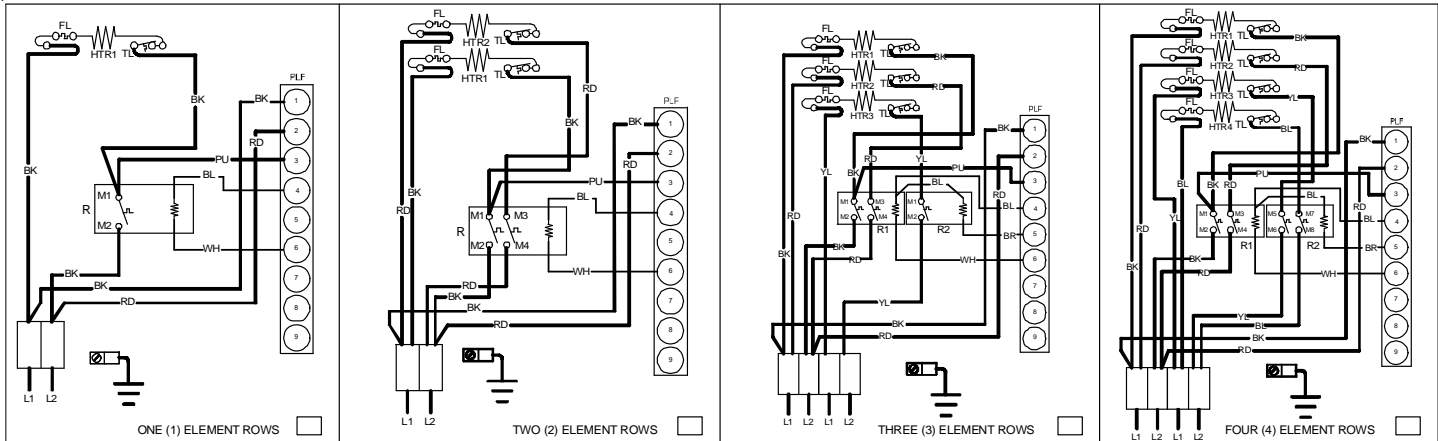 FL
HTR1
TL
BK
PLF
BK
1
2
RD
PU
3
BL
4
BK
M1
R
M2
5
WH
6
BK
BK
RD
7
8
9
L1 L2
ONE (1) ELEMENT ROWS
FL
HTR2
TL
FL
HTR1
TL
RD
BK
PLF
BK
1
2
RD
PU
3
BL
4
RD
BK
M1 M3
R
M2 M4
5
WH
6
RD
BK
BK
RD
7
8
9
L1 L2
TWO (2) ELEMENT ROWS
FL
HTR1
TL
BK
FL
HTR2
TL
RD
FL
HTR3
TL
PLF
BK
1
RD
2
BK
RD
YL
YL
PU
3
BL
RD
M1 M3
M2 M4
R1
M1
M2
R2
BL
4
BR
5
WH
6
RD
BK
RD
BK
YL
BK
RD
7
8
9
L1 L2 L1 L2
THREE (3) ELEMENT ROWS
FL
HTR1
TL
BK
FL
HTR2
TL
RD
FL
HTR3
TL
YL
FL
HTR4
TL
BL
PLF
BK
1
RD
2
PU
3
BK
RD
BL
BL
RD
M1 M3
M2 M4
R1
M5 M7
M6 M8
R2
BL
4
BR
5
WH
6
YL
RD
BK
BK
RD
YL
BL
BK
RD
7
8
9
L1 L2 L1 L2
FOUR (4) ELEMENT ROWS